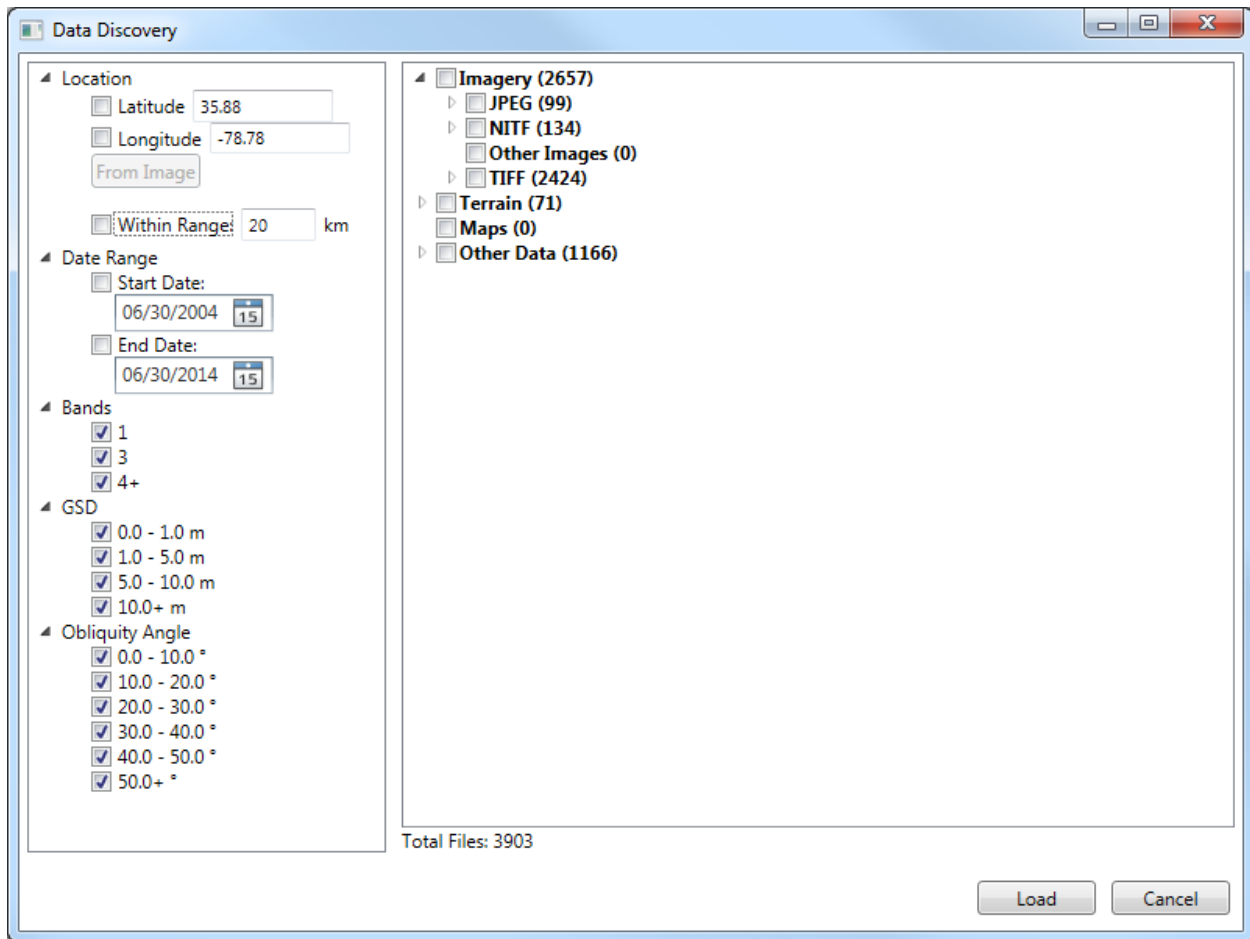 Data Discovery
Location
Latitude 35.88
Longitude -78.78
From Image
Within Range: 20 km
Date Range
Start Date:
06/30/2004 15
End Date:
06/30/2014 15
Bands
1
3
4+
GSD
0.0 - 1.0 m
1.0 - 5.0 m
5.0 - 10.0 m
10.0+ m
Obliquity Angle
0.0 - 10.0 °
10.0 - 20.0 °
20.0 - 30.0 °
30.0 - 40.0 °
40.0 - 50.0 °
50.0+ °
Imagery (2657)
JPEG (99)
NITF (134)
Other Images (0)
TIFF (2424)
Terrain (71)
Maps (0)
Other Data (1166)
Total Files: 3903
Load Cancel